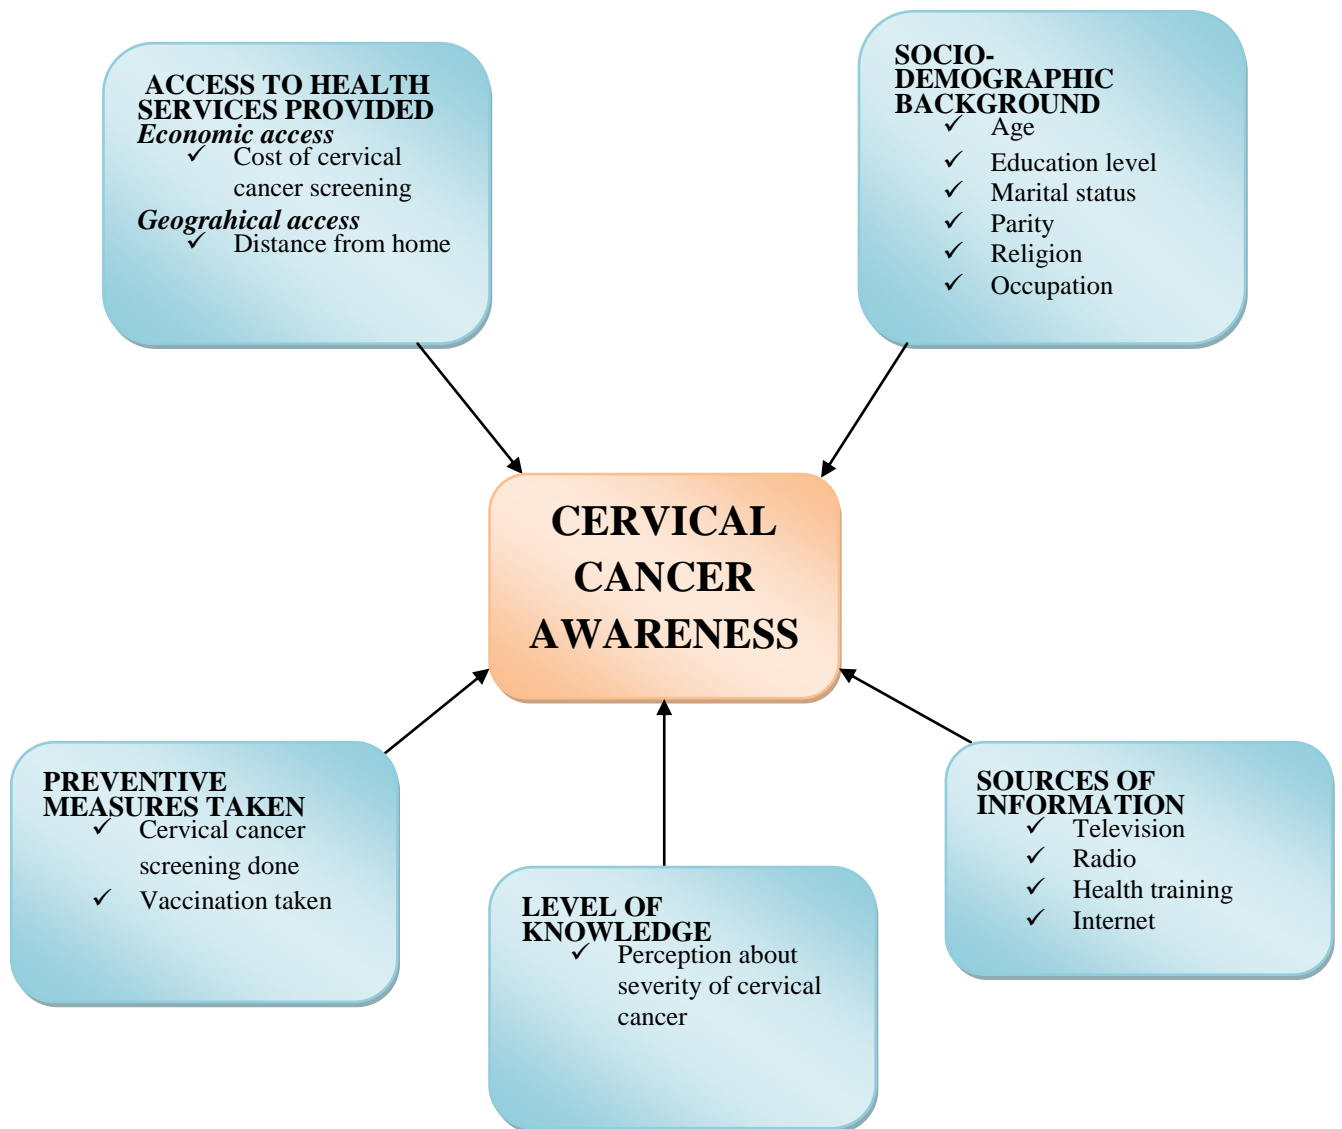 ACCESS TO HEALTH
SERVICES PROVIDED
Economic access
✓ Cost of cervical
cancer screening
Geograhical access
✓ Distance from home
SOCIO-
DEMOGRAPHIC
BACKGROUND
✓ Age
✓ Education level
✓ Marital status
✓ Parity
✓ Religion
✓ Occupation
CERVICAL
CANCER
AWARENESS
PREVENTIVE
MEASURES TAKEN
✓ Cervical cancer
screening done
✓ Vaccination taken
LEVEL OF
KNOWLEDGE
✓ Perception about
severity of cervical
cancer
SOURCES OF
INFORMATION
✓ Television
✓ Radio
✓ Health training
✓ Internet